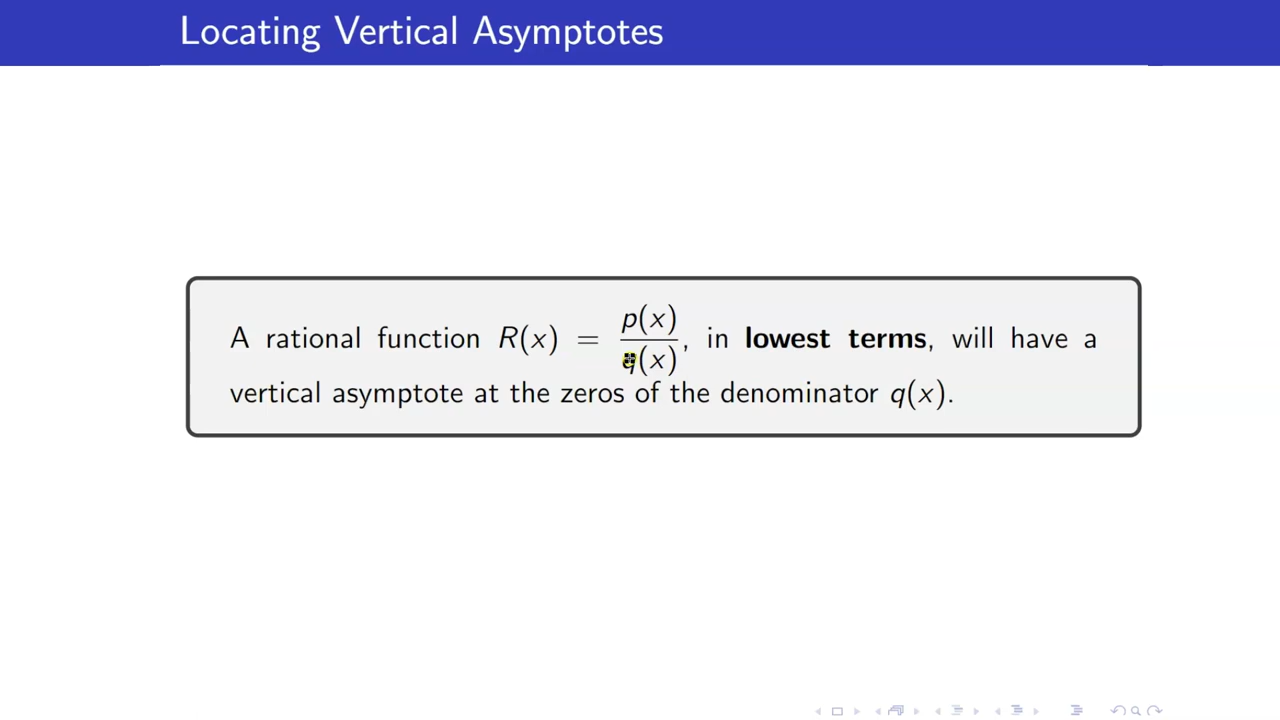 Locating Vertical Asymptotes
A rational function R(x) = p(x)/q(x), in lowest terms, will have a
vertical asymptote at the zeros of the denominator q(x).